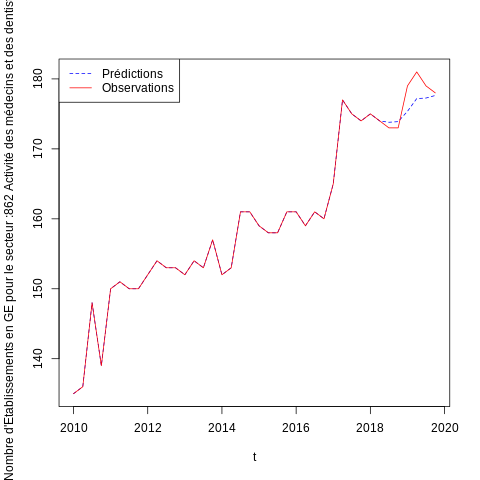 Nombre d'Etablissements en GE pour le secteur :862 Activité des médecins et des dentis
Prédictions
Observations
180
170
160
150
140
2010 2012 2014 2016 2018 2020
t